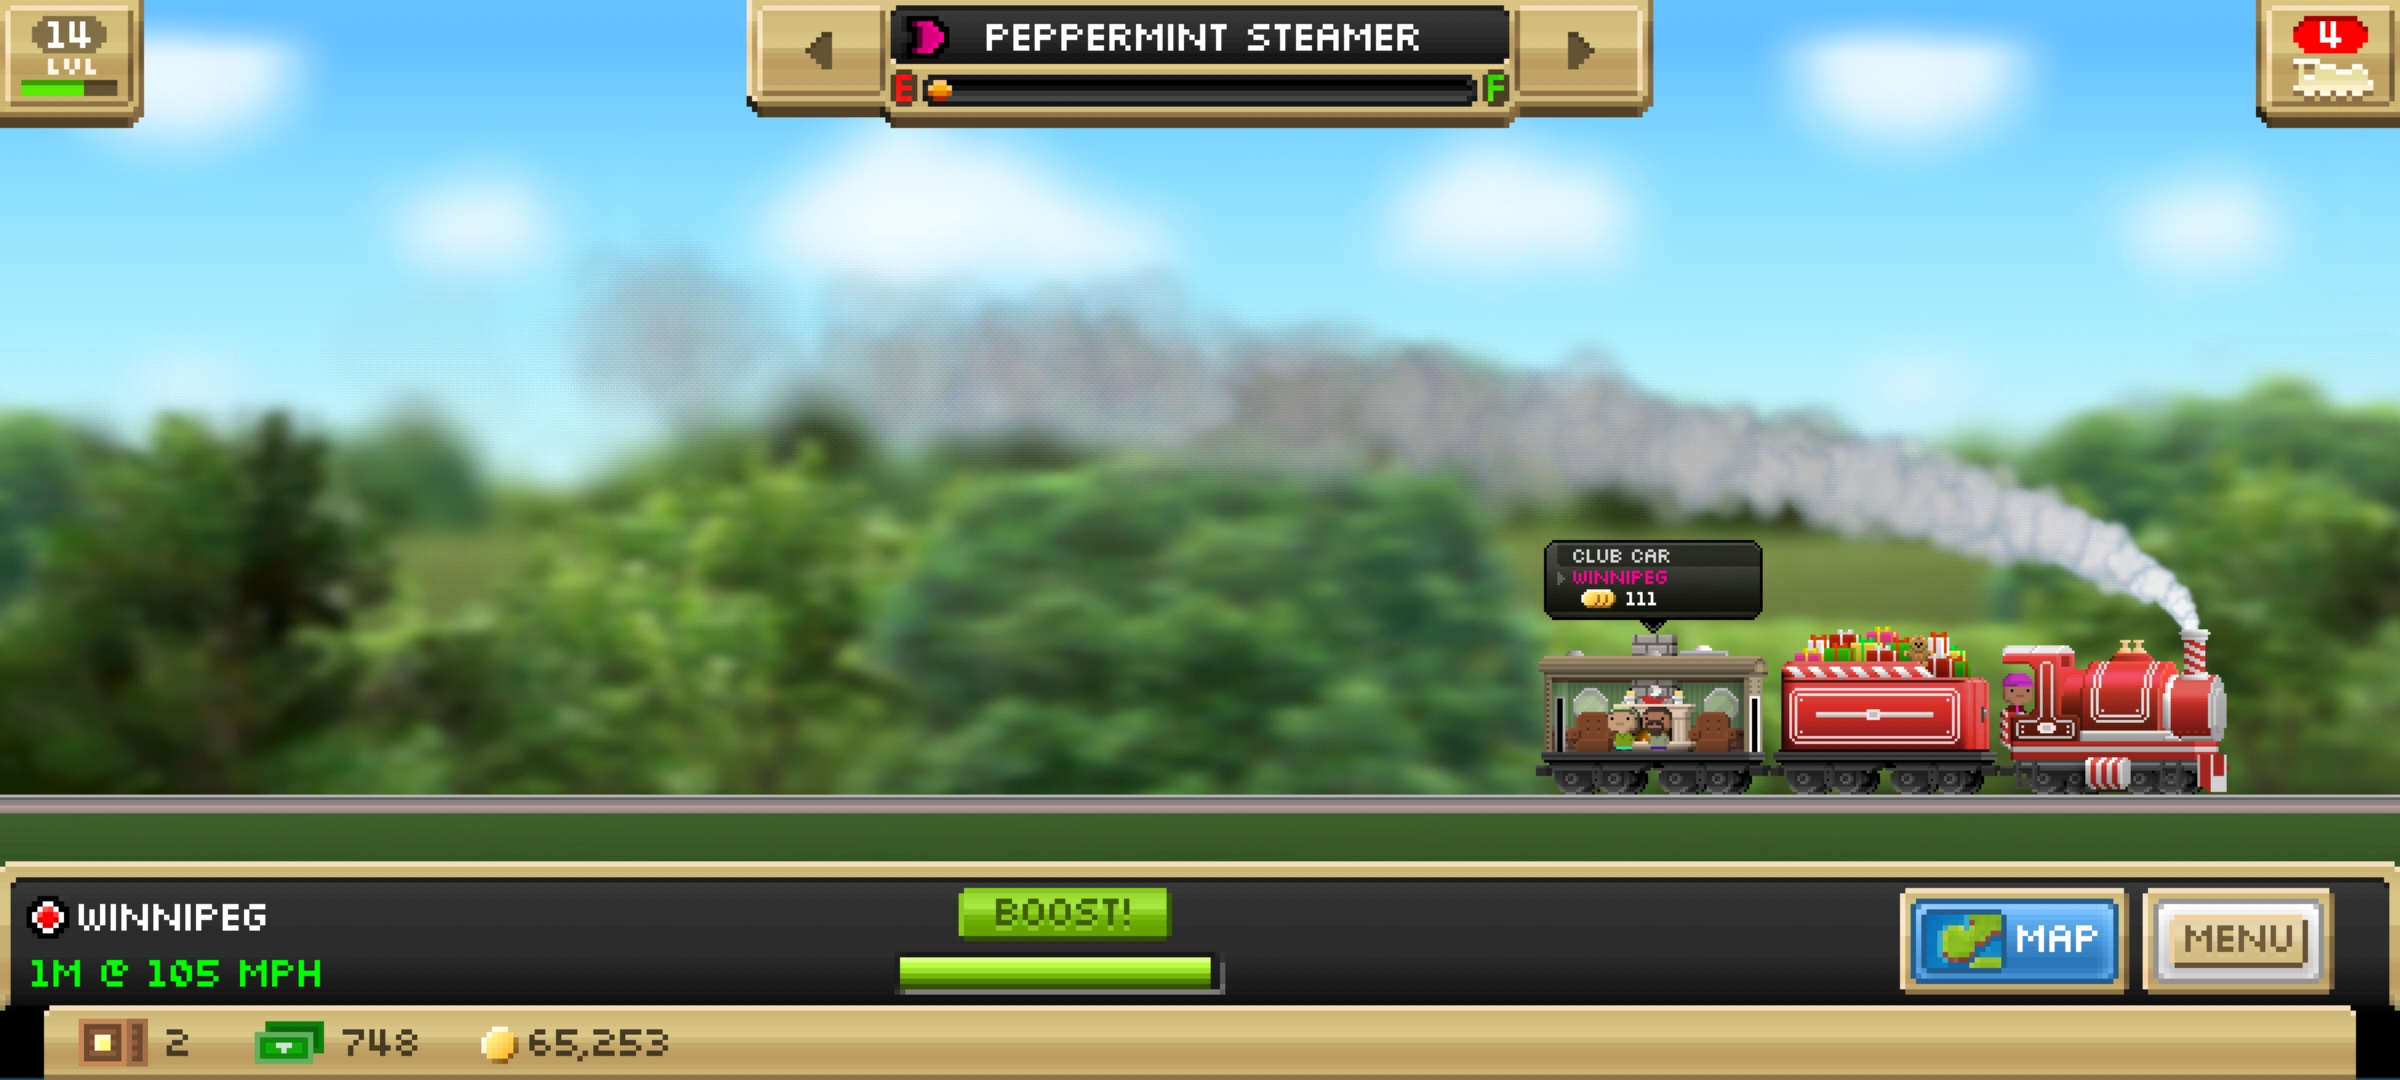 14
LVL
PEPPERMINT STEAMER
E
F
4
CLUB CAR
WINNIPEG
111
WINNIPEG
1M @ 105 MPH
BOOST!
MAP
MENU
2
748
65,253